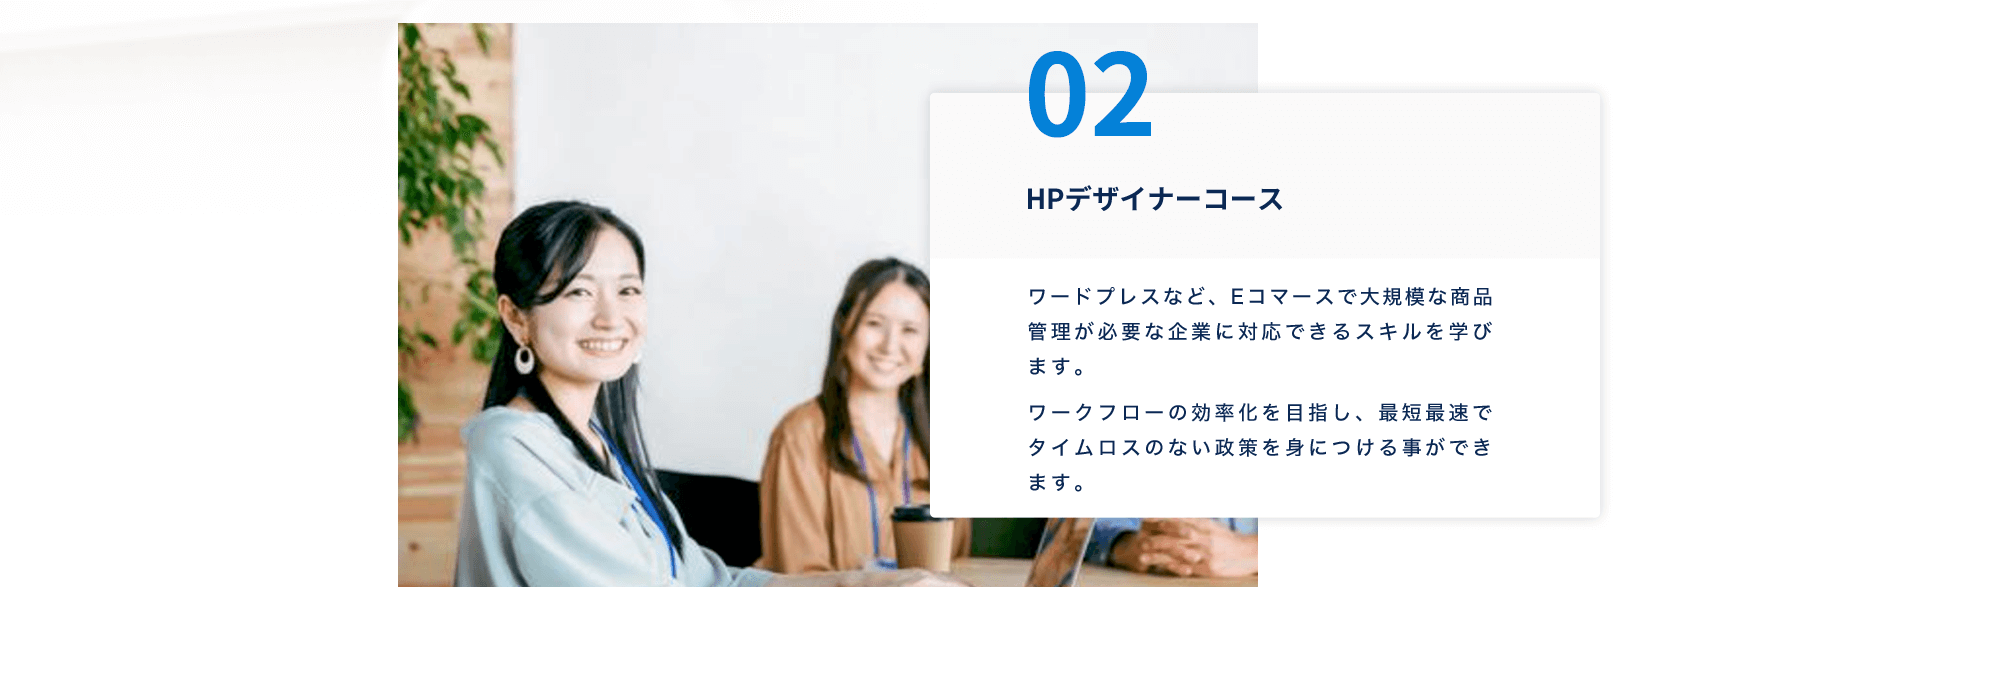 02
HPデザイナーコース
ワードプレスなど、Eコマースで大規模な商品
管理が必要な企業に対応できるスキルを学び
ます。
ワークフローの効率化を目指し、最短最速で
タイムロスのない政策を身につける事ができ
ます。